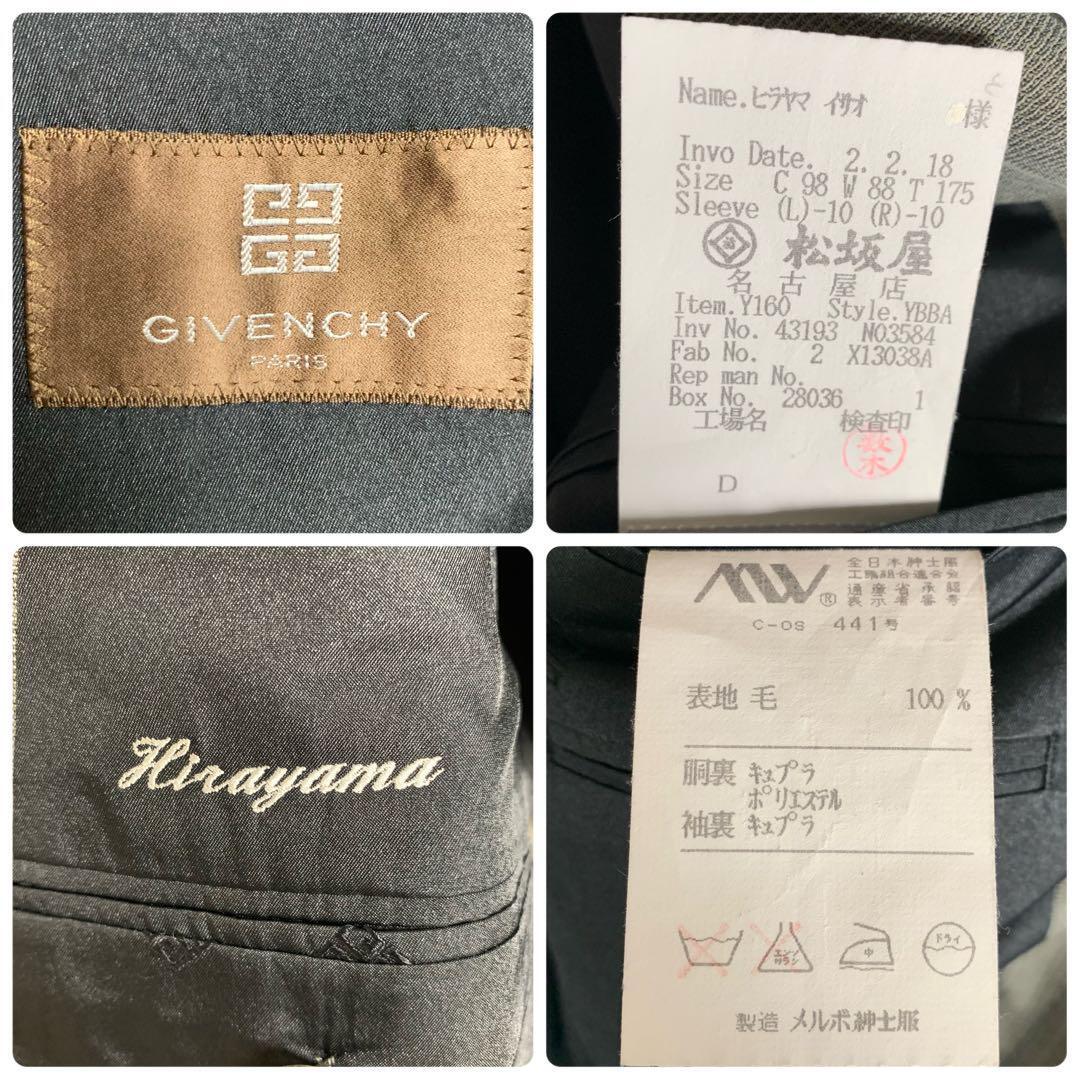 GIVENCHY
PARIS
Name.ヒラヤマ イサオ 様
Invo Date. 2. 2. 18
Size C 98 W 88 T 175
Sleeve (L)-10 (R)-10
松坂屋
名古屋店
Item.Y160 Style.YBBA
Inv No. 43193 N03584
Fab No. 2 X13038A
Rep man No.
Box No. 28036 1
工場名 検査印
D
Hirayama
全日本紳士服
工業組合連合会
通産省承認
表示者番号
®
C-OS 441号
表地 毛 100 %
胴裏 キュプラ
ポリエステル
袖裏 キュプラ
エンソ
サラシ
中
ドライ
製造 メルボ紳士服